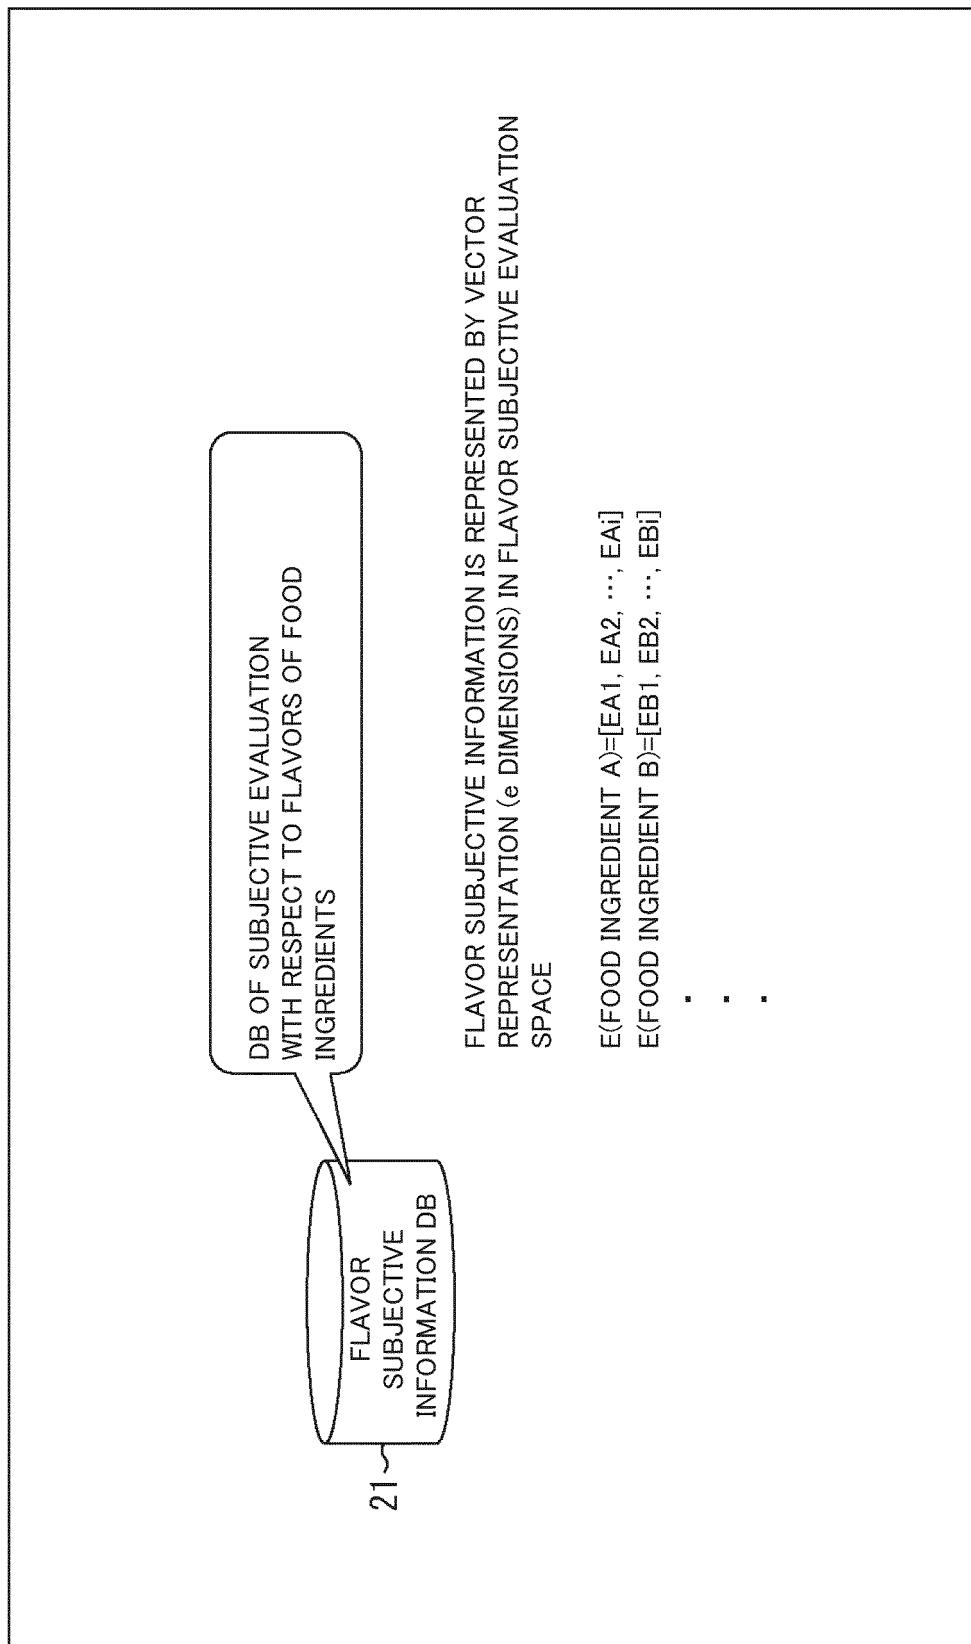 DB OF SUBJECTIVE EVALUATION
WITH RESPECT TO FLAVORS OF FOOD
INGREDIENTS
FLAVOR
SUBJECTIVE
INFORMATION DB
21
FLAVOR SUBJECTIVE INFORMATION IS REPRESENTED BY VECTOR
REPRESENTATION (e DIMENSIONS) IN FLAVOR SUBJECTIVE EVALUATION
SPACE
E(FOOD INGREDIENT A)=[EA1, EA2, ···, EAi]
E(FOOD INGREDIENT B)=[EB1, EB2, ···, EBi]